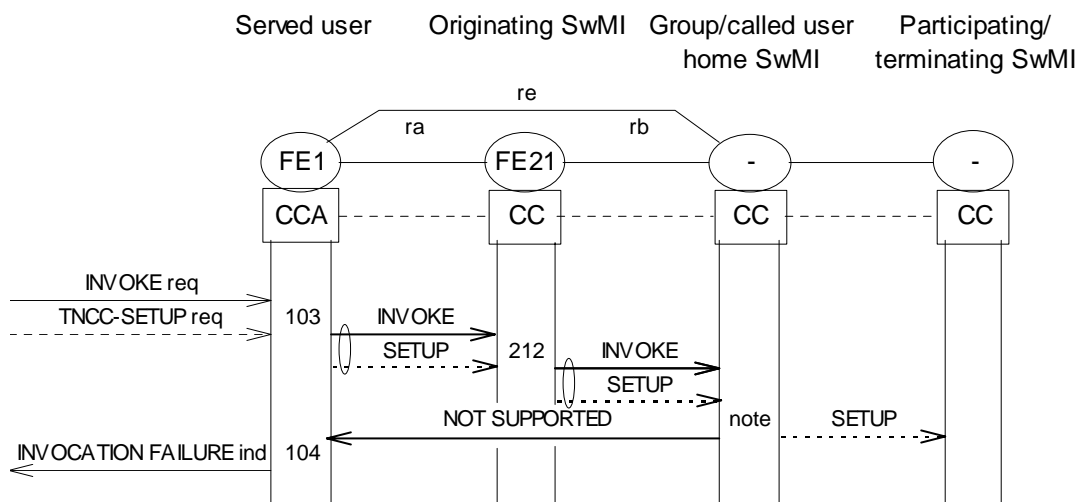 Served user Originating SwMI Group/called user Participating/
home SwMI terminating SwMI
re
ra rb
FE1 FE21 - -
CCA CC CC CC
INVOKE req
TNCC-SETUP req 103 INVOKE
SETUP 212 INVOKE
SETUP
NOT SUPPORTED note SETUP
INVOCATION FAILURE ind 104